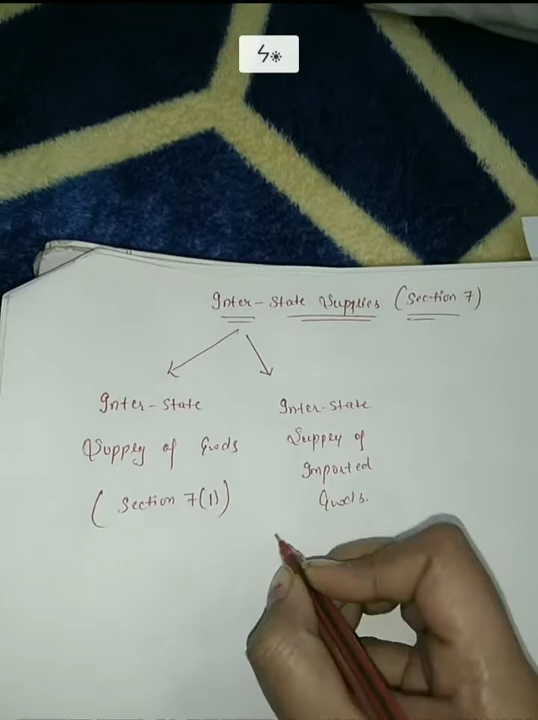 Inter-State Supplies (Section 7)
Inter-State
Supply of Goods
(Section 7(1))
Inter-State
Supply of
Imported
Goods.